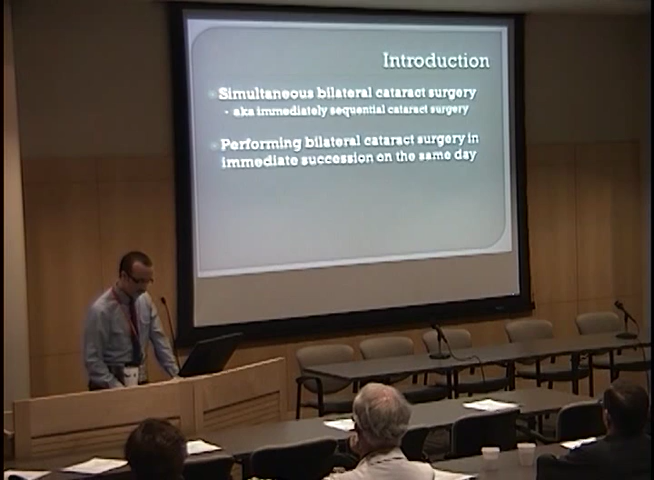 Introduction
Simultaneous bilateral cataract surgery
- aka immediately sequential cataract surgery
Performing bilateral cataract surgery in
immediate succession on the same day